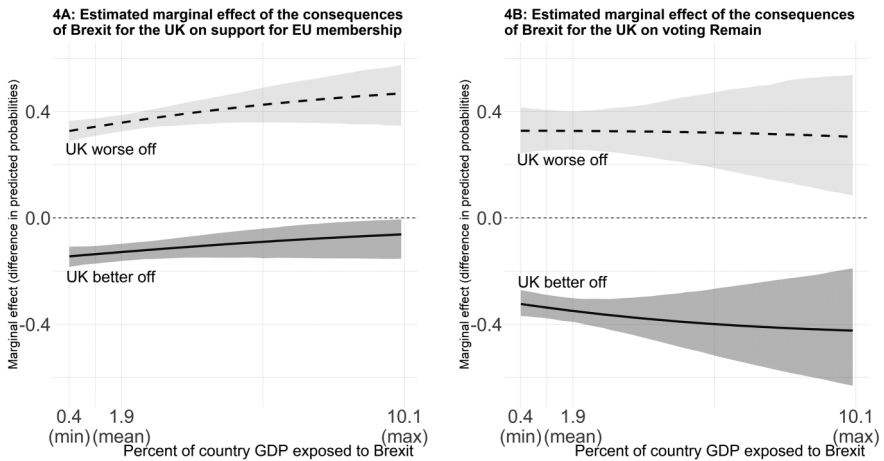 4A: Estimated marginal effect of the consequences
of Brexit for the UK on support for EU membership
Marginal effect (difference in predicted probabilities)
0.4
0.0
-0.4
UK worse off
UK better off
0.4
(min)
1.9
(mean)
10.1
(max)
Percent of country GDP exposed to Brexit
4B: Estimated marginal effect of the consequences
of Brexit for the UK on voting Remain
Marginal effect (difference in predicted probabilities)
0.4
0.0
-0.4
UK worse off
UK better off
0.4
(min)
1.9
(mean)
10.1
(max)
Percent of country GDP exposed to Brexit